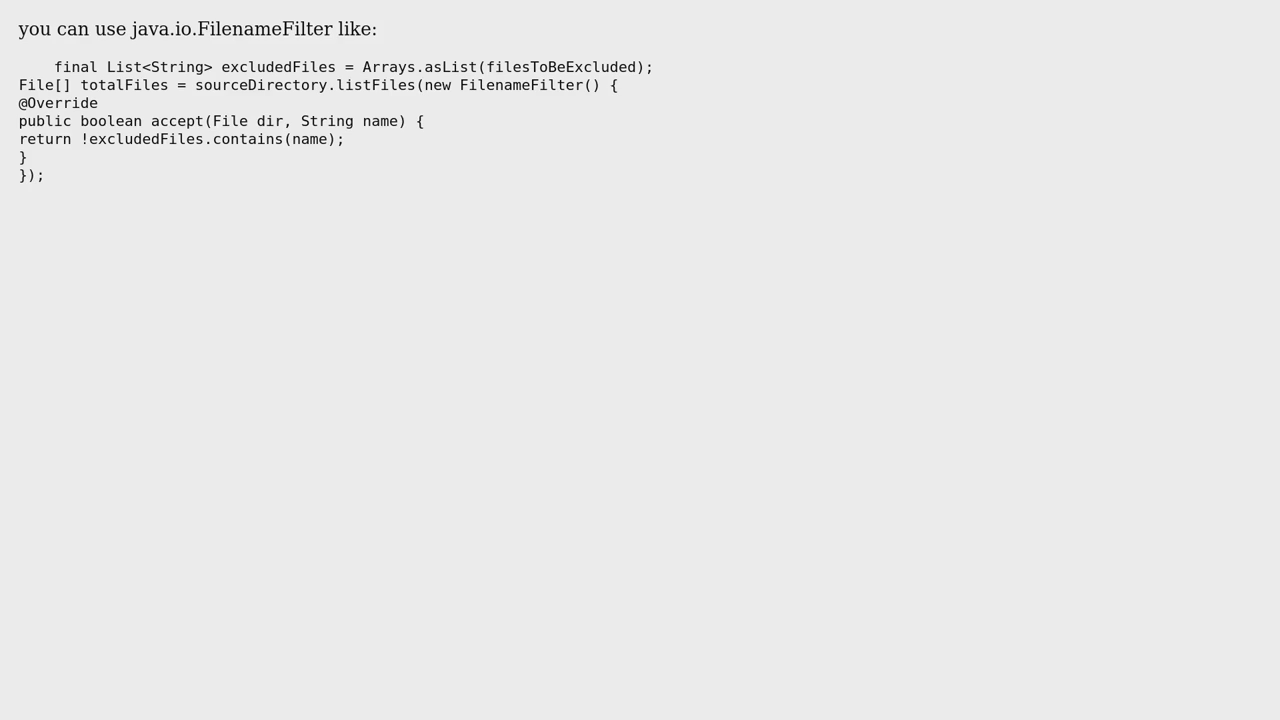 you can use java.io.FilenameFilter like:
    final List<String> excludedFiles = Arrays.asList(filesToBeExcluded);
File[] totalFiles = sourceDirectory.listFiles(new FilenameFilter() {
@Override
public boolean accept(File dir, String name) {
return !excludedFiles.contains(name);
}
});